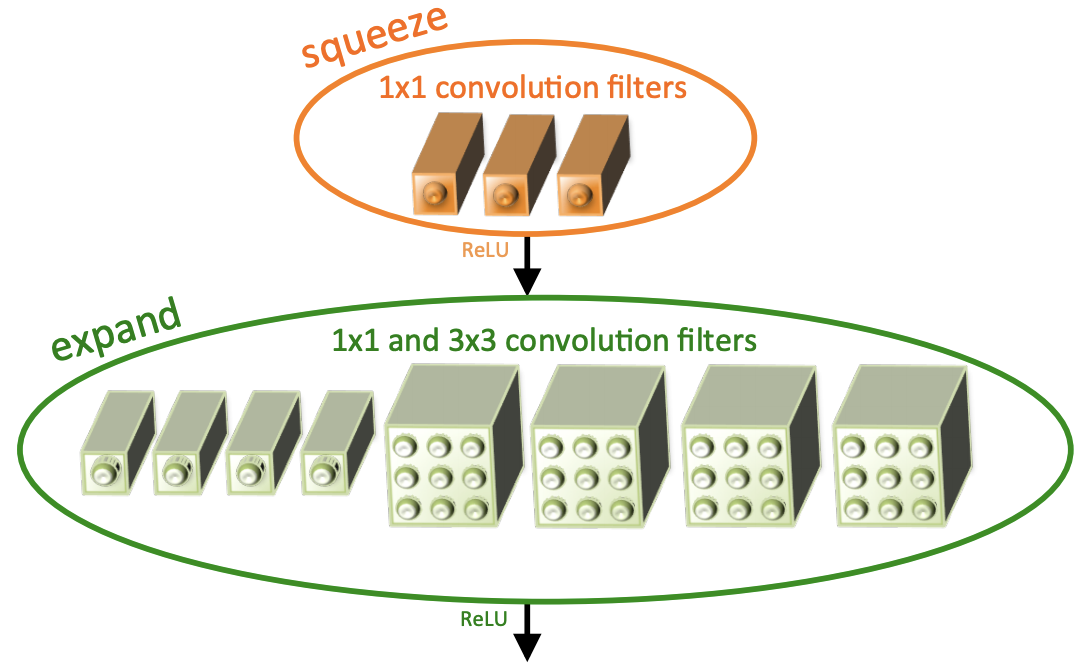 squeeze
1x1 convolution filters
ReLU
expand
1x1 and 3x3 convolution filters
ReLU